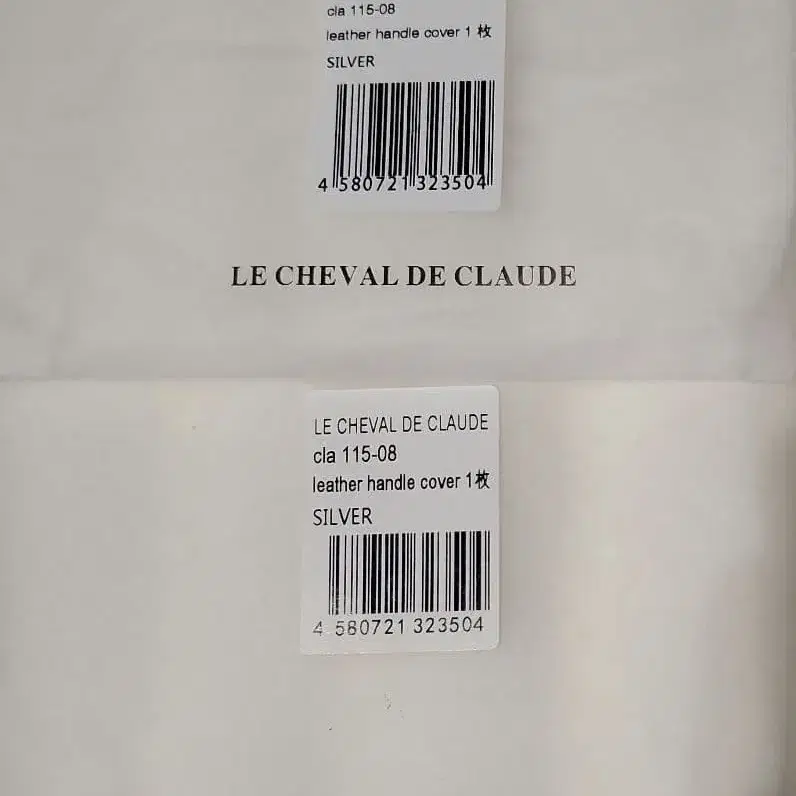 cla 115-08
leather handle cover 1 枚
SILVER
4 580721 323504
LE CHEVAL DE CLAUDE
LE CHEVAL DE CLAUDE
cla 115-08
leather handle cover 1枚
SILVER
4 580721 323504